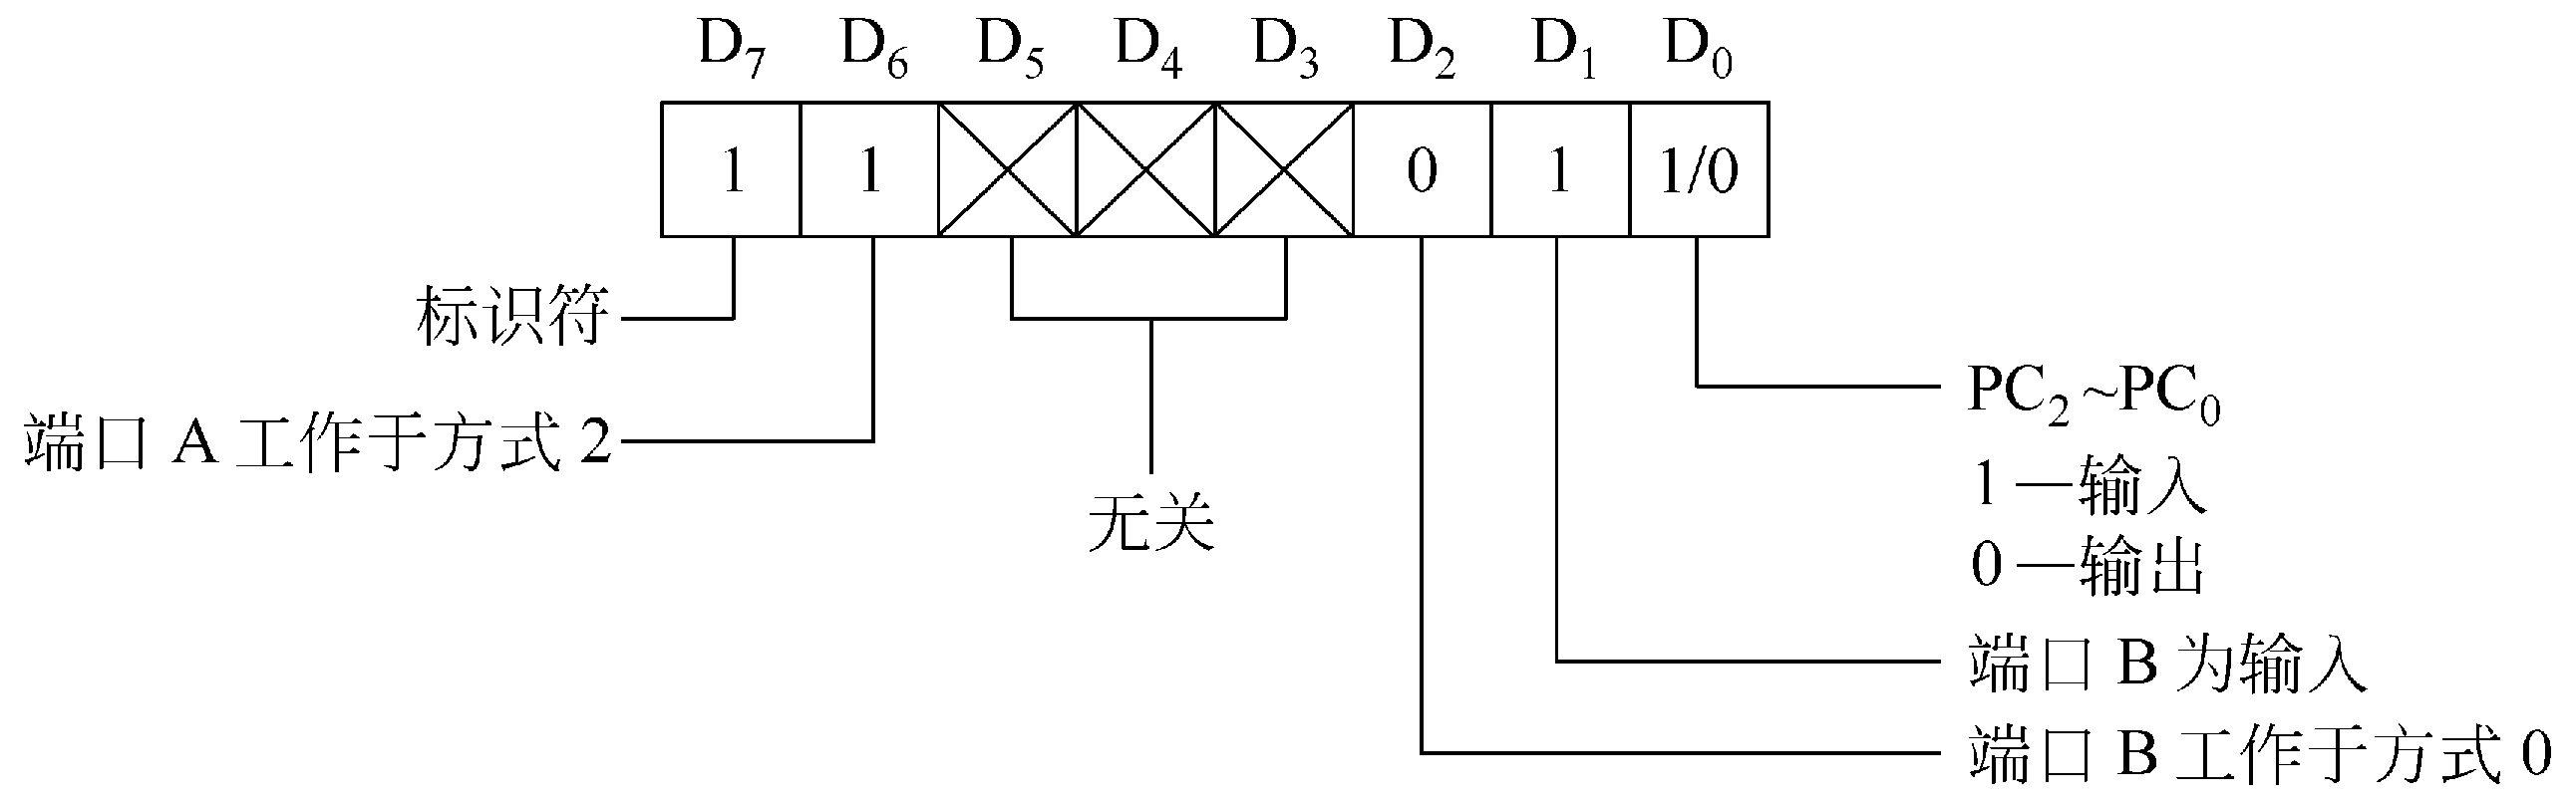 D₇ D₆ D₅ D₄ D₃ D₂ D₁ D₀
1 1 0 1 1/0
标识符
PC₂~PC₀
端口 A 工作于方式 2
1 —输入
无关
0 —输出
端口 B 为输入
端口 B 工作于方式 0